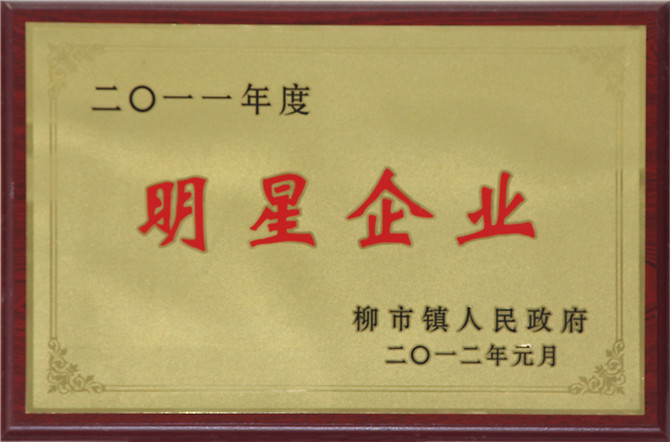 二〇一一年度
明星企业
柳市镇人民政府
二〇一二年元月